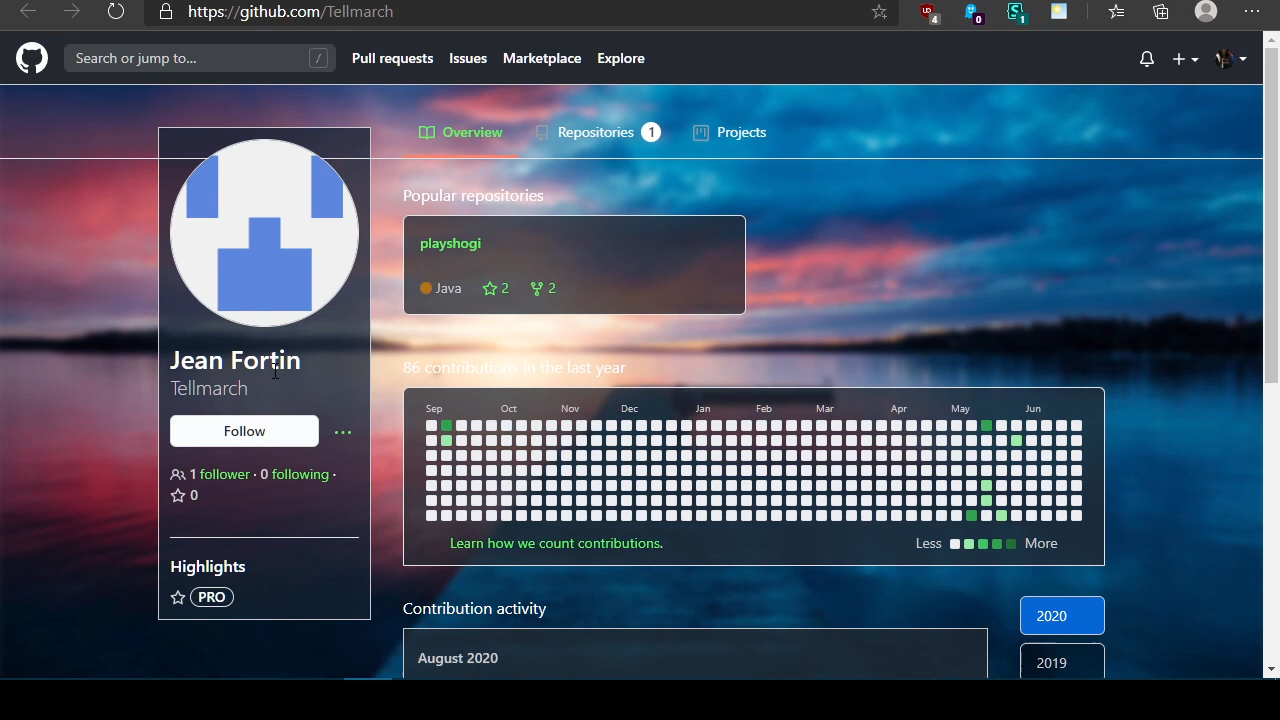 https://github.com/Tellmarch
4
0
1
Search or jump to...
/
Pull requests
Issues
Marketplace
Explore
Overview
Repositories 1
Projects
Popular repositories
playshogi
Java
2
2
Jean Fortin
Tellmarch
Follow
1 follower · 0 following ·
0
Highlights
PRO
86 contributions in the last year
Sep Oct Nov Dec Jan Feb Mar Apr May Jun
Learn how we count contributions.
Less
More
Contribution activity
August 2020
2020
2019